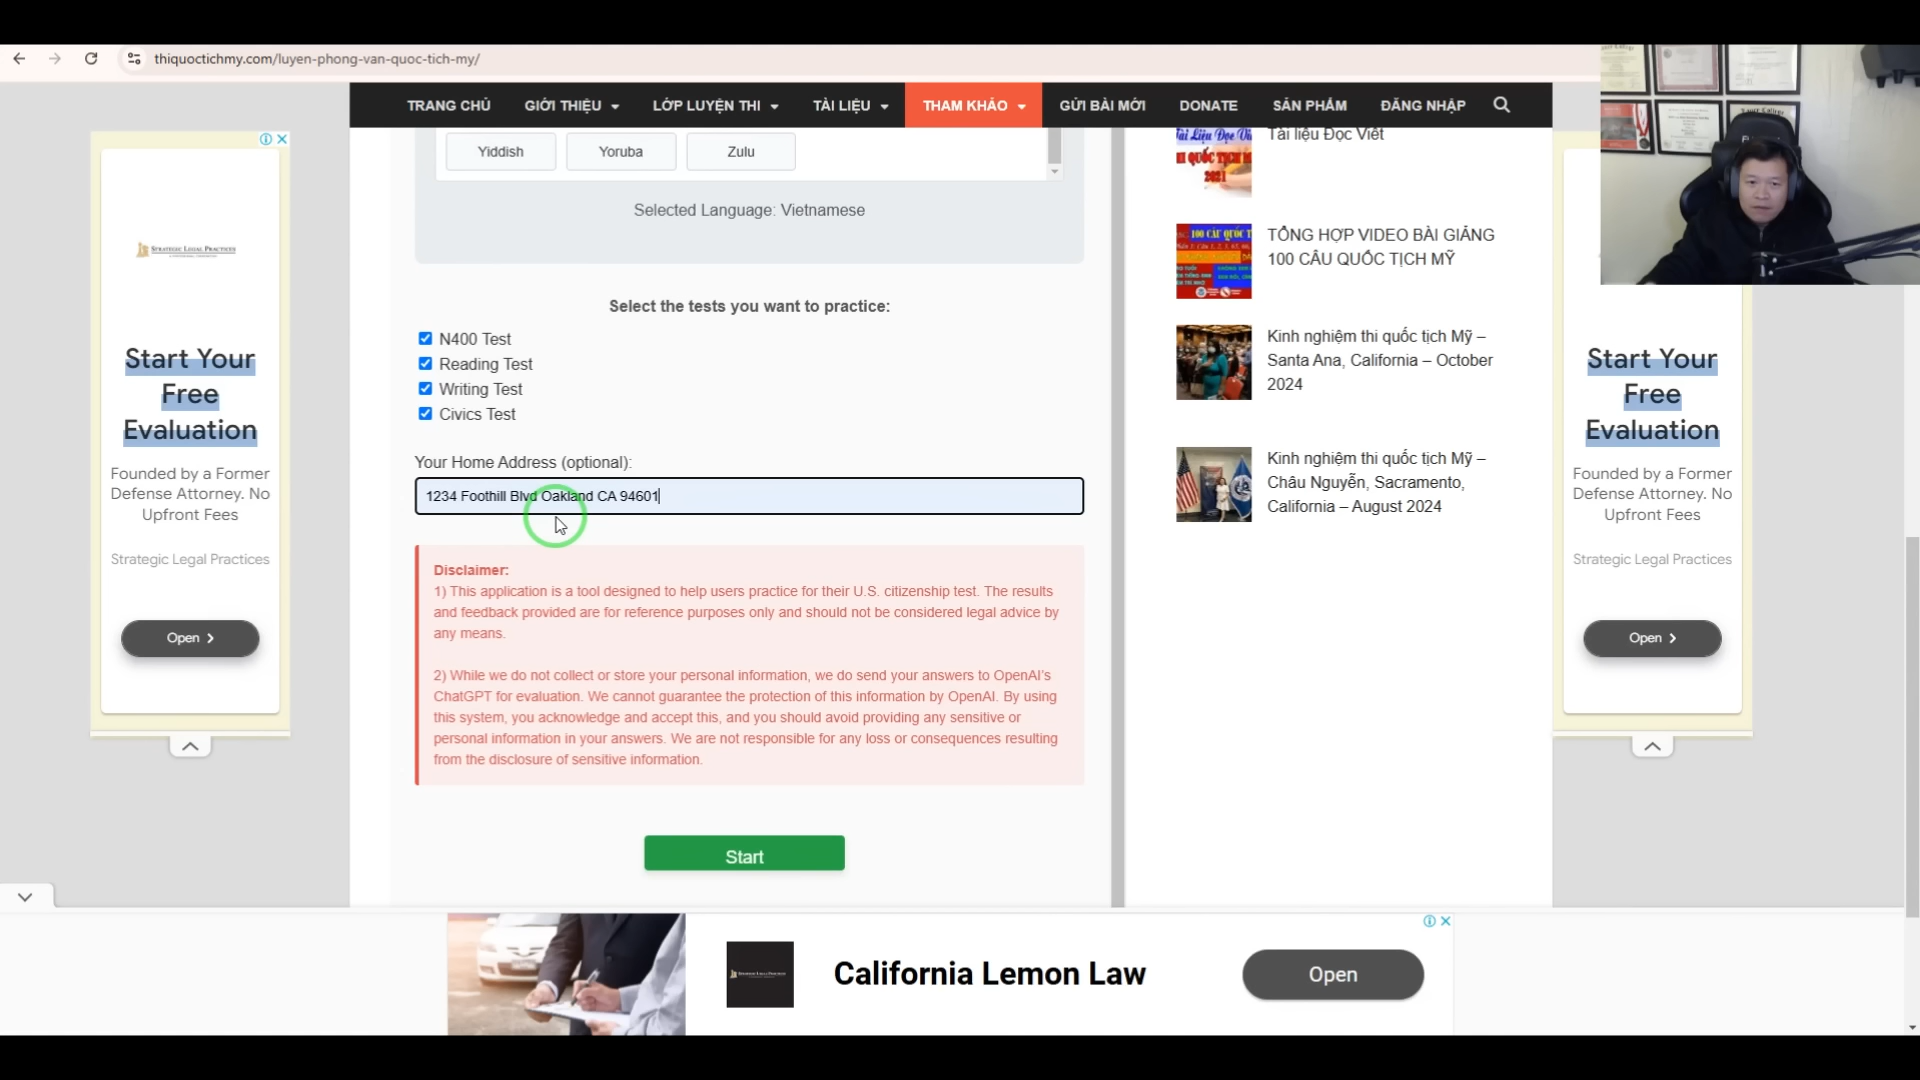 thiquoctichmy.com/luyen-phong-van-quoc-tich-my/
TRANG CHỦ
GIỚI THIỆU
LỚP LUYỆN THI
TÀI LIỆU
THAM KHẢO
GỬI BÀI MỚI
DONATE
SẢN PHẨM
ĐĂNG NHẬP
Yiddish
Yoruba
Zulu
Selected Language: Vietnamese
Select the tests you want to practice:
N400 Test
Reading Test
Writing Test
Civics Test
Your Home Address (optional):
1234 Foothill Blvd Oakland CA 94601
Disclaimer:
1) This application is a tool designed to help users practice for their U.S. citizenship test. The results
and feedback provided are for reference purposes only and should not be considered legal advice by
any means.
2) While we do not collect or store your personal information, we do send your answers to OpenAI's
ChatGPT for evaluation. We cannot guarantee the protection of this information by OpenAI. By using
this system, you acknowledge and accept this, and you should avoid providing any sensitive or
personal information in your answers. We are not responsible for any loss or consequences resulting
from the disclosure of sensitive information.
Start
Tài liệu Đọc Viết
TỔNG HỢP VIDEO BÀI GIẢNG
100 CÂU QUỐC TỊCH MỸ
Kinh nghiệm thi quốc tịch Mỹ –
Santa Ana, California – October
2024
Kinh nghiệm thi quốc tịch Mỹ –
Châu Nguyễn, Sacramento,
California – August 2024
STRATEGIC LEGAL PRACTICES
Start Your
Free
Evaluation
Founded by a Former
Defense Attorney. No
Upfront Fees
Strategic Legal Practices
Open
Start Your
Free
Evaluation
Founded by a Former
Defense Attorney. No
Upfront Fees
Strategic Legal Practices
Open
California Lemon Law
Open